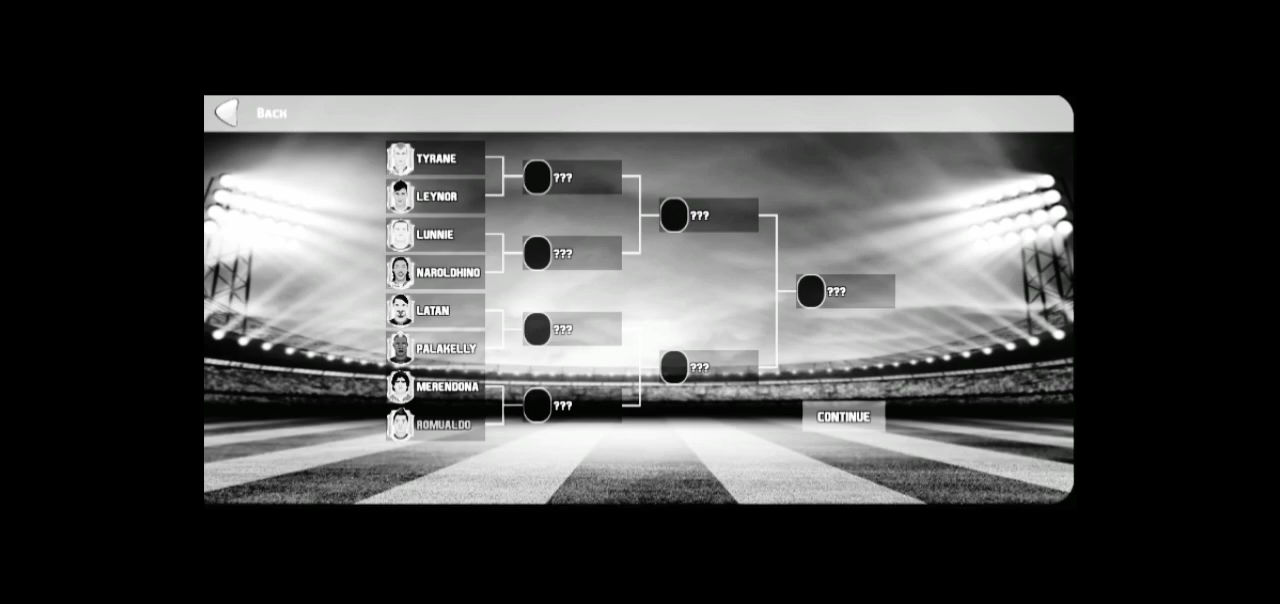 Back
TYRANE
LEYNOR
LUNNIE
NAROLDHINO
LATAN
PALAKELLY
MERENDONA
ROMUALDO
???
???
???
???
???
???
???
CONTINUE